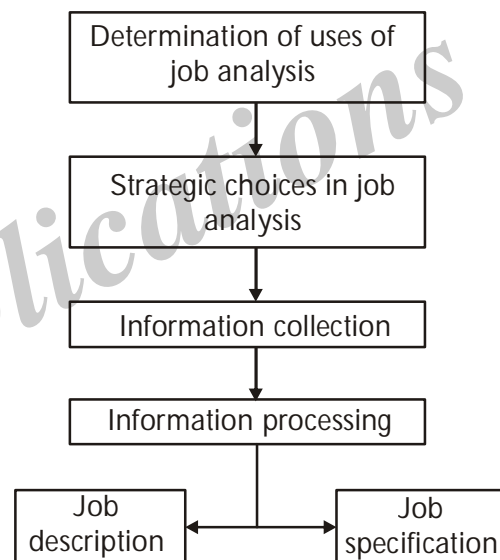 Determination of uses of
job analysis
Strategic choices in job
analysis
Information collection
Information processing
Job
description
Job
specification